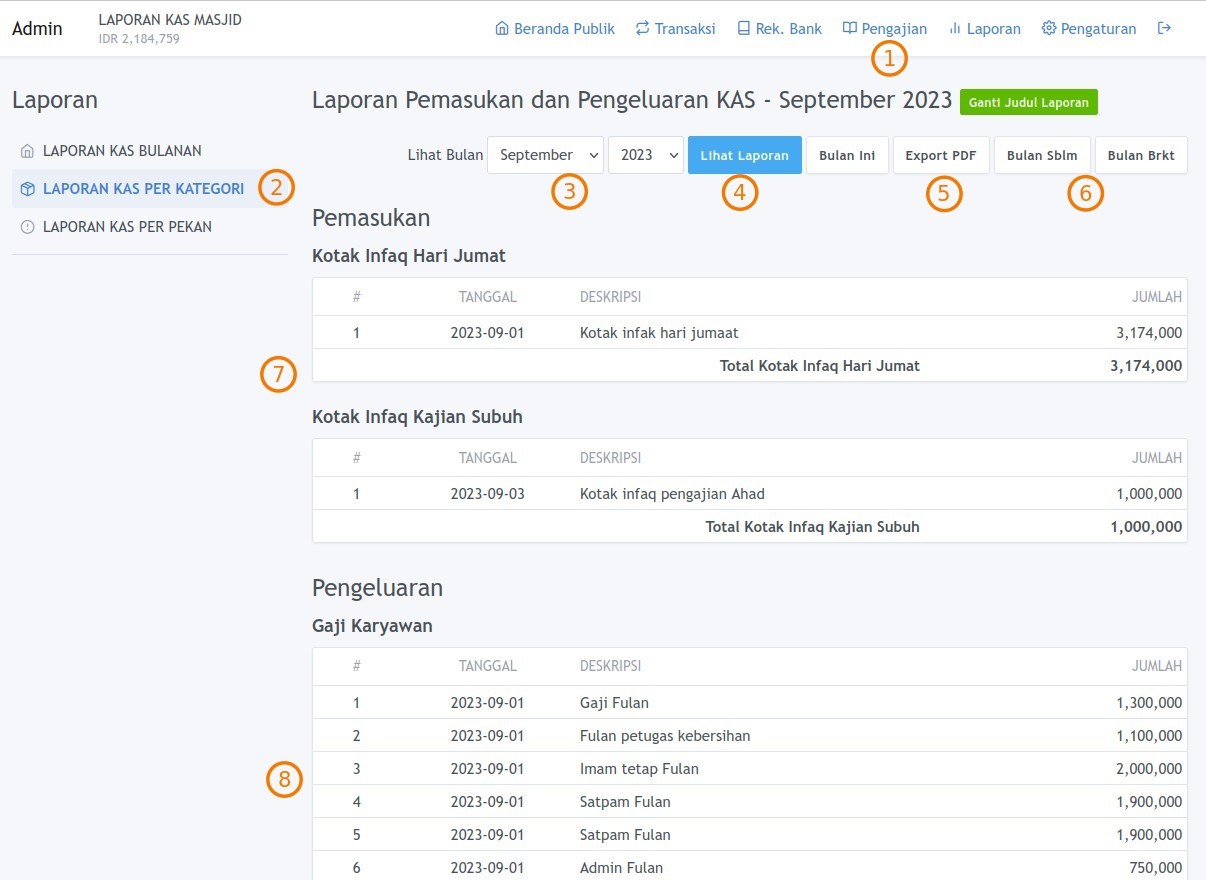 Admin
LAPORAN KAS MASJID
IDR 2,184,759
Beranda Publik Transaksi Rek. Bank Pengajian Laporan Pengaturan
1
Laporan
LAPORAN KAS BULANAN
LAPORAN KAS PER KATEGORI 2
LAPORAN KAS PER PEKAN
Laporan Pemasukan dan Pengeluaran KAS - September 2023 Ganti Judul Laporan
Lihat Bulan September 2023 Lihat Laporan Bulan Ini Export PDF Bulan Sblm Bulan Brkt
3 4 5 6
Pemasukan
Kotak Infaq Hari Jumat
# TANGGAL DESKRIPSI JUMLAH
1 2023-09-01 Kotak infak hari jumaat 3,174,000
Total Kotak Infaq Hari Jumat 3,174,000
7
Kotak Infaq Kajian Subuh
# TANGGAL DESKRIPSI JUMLAH
1 2023-09-03 Kotak infaq pengajian Ahad 1,000,000
Total Kotak Infaq Kajian Subuh 1,000,000
Pengeluaran
Gaji Karyawan
# TANGGAL DESKRIPSI JUMLAH
1 2023-09-01 Gaji Fulan 1,300,000
2 2023-09-01 Fulan petugas kebersihan 1,100,000
3 2023-09-01 Imam tetap Fulan 2,000,000
8
4 2023-09-01 Satpam Fulan 1,900,000
5 2023-09-01 Satpam Fulan 1,900,000
6 2023-09-01 Admin Fulan 750,000